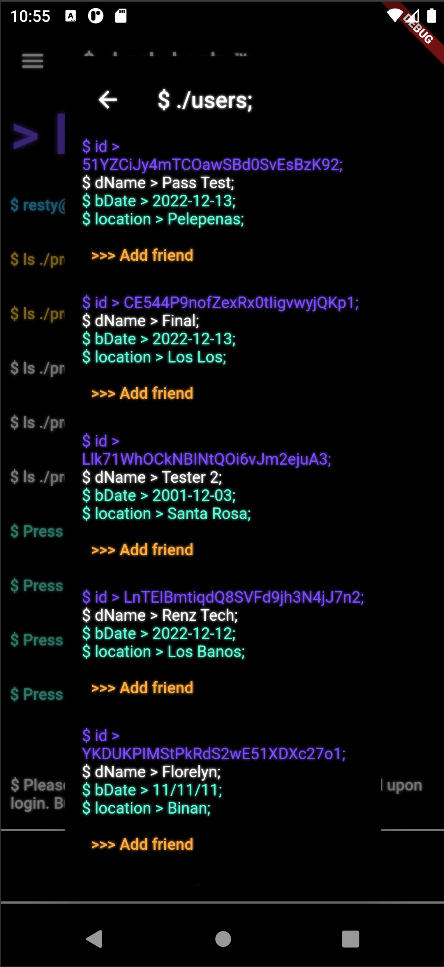 10:55
DEBUG
$ ./users;
$ id >
51YZCiJy4mTCOawSBd0SvEsBzK92;
$ dName > Pass Test;
$ bDate > 2022-12-13;
$ resty@
$ location > Pelepenas;
>>> Add friend
$ ls ./pr
$ id > CE544P9nofZexRx0tIigvwyjQKp1;
$ ls ./pr
$ dName > Final;
$ bDate > 2022-12-13;
$ location > Los Los;
$ ls ./pr
>>> Add friend
$ ls ./pr
$ id >
LIk71WhOCkNBINtQOi6vJm2ejuA3;
$ ls ./pr
$ dName > Tester 2;
$ bDate > 2001-12-03;
$ location > Santa Rosa;
$ Press
>>> Add friend
$ Press
$ id > LnTEIBmtiqdQ8SVFd9jh3N4jJ7n2;
$ dName > Renz Tech;
$ bDate > 2022-12-12;
$ Press
$ location > Los Banos;
>>> Add friend
$ Press
$ id >
YKDUKPIMStPkRdS2wE51XDXc27o1;
$ dName > Florelyn;
$ bDate > 11/11/11;
$ Pleas
upon
$ location > Binan;
login. B
>>> Add friend